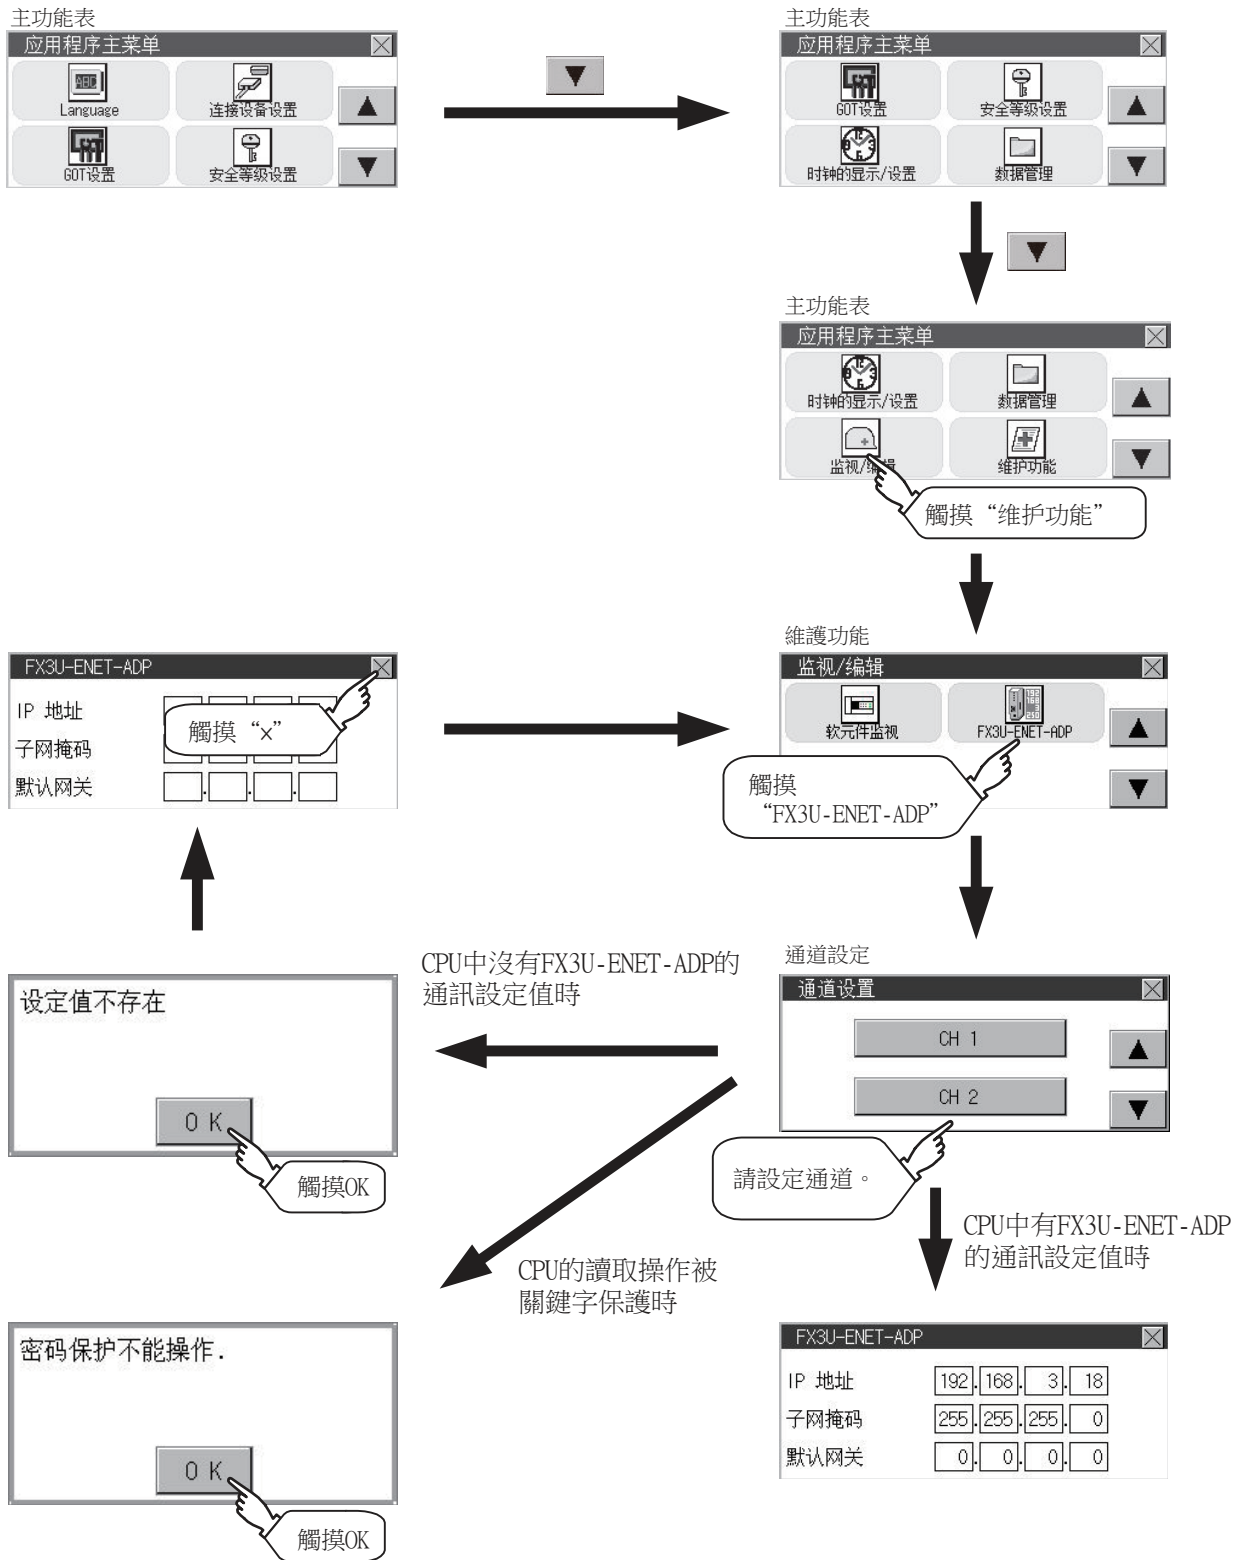 主功能表
应用程序主菜单
Language
连接设备设置
GOT设置
安全等级设置
主功能表
应用程序主菜单
GOT设置
安全等级设置
时钟的显示/设置
数据管理
主功能表
应用程序主菜单
时钟的显示/设置
数据管理
监视/编辑
维护功能
觸摸“维护功能”
維護功能
监视/编辑
软元件监视
FX3U-ENET-ADP
觸摸
“FX3U-ENET-ADP”
FX3U-ENET-ADP
IP 地址
子网掩码
默认网关
觸摸“x”
通道設定
通道设置
CH 1
CH 2
請設定通道。
CPU中沒有FX3U-ENET-ADP的
通訊設定值時
设定值不存在
OK
觸摸OK
CPU的讀取操作被
關鍵字保護時
密码保护不能操作.
OK
觸摸OK
CPU中有FX3U-ENET-ADP
的通訊設定值時
FX3U-ENET-ADP
IP 地址 192.168.3.18
子网掩码 255.255.255.0
默认网关 0.0.0.0